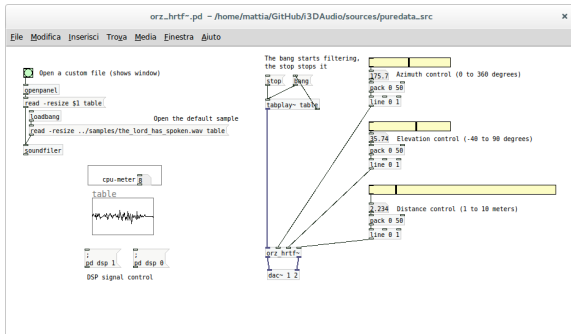 orz_hrtf~.pd - /home/mattia/GitHub/i3DAudio/sources/puredata_src
File Modifica Inserisci Trova Media Finestra Aiuto
Open a custom file (shows window)
openpanel
read -resize $1 table
loadbang
Open the default sample
read -resize ../samples/the_lord_has_spoken.wav table
soundfiler
cpu-meter 0
table
;
pd dsp 1
;
pd dsp 0
DSP signal control
The bang starts filtering,
the stop stops it
stop
bang
tabplay~ table
orz_hrtf~
dac~ 1 2
175.7 Azimuth control (0 to 360 degrees)
pack 0 50
line 0 1
35.74 Elevation control (-40 to 90 degrees)
pack 0 50
line 0 1
2.234 Distance control (1 to 10 meters)
pack 0 50
line 0 1